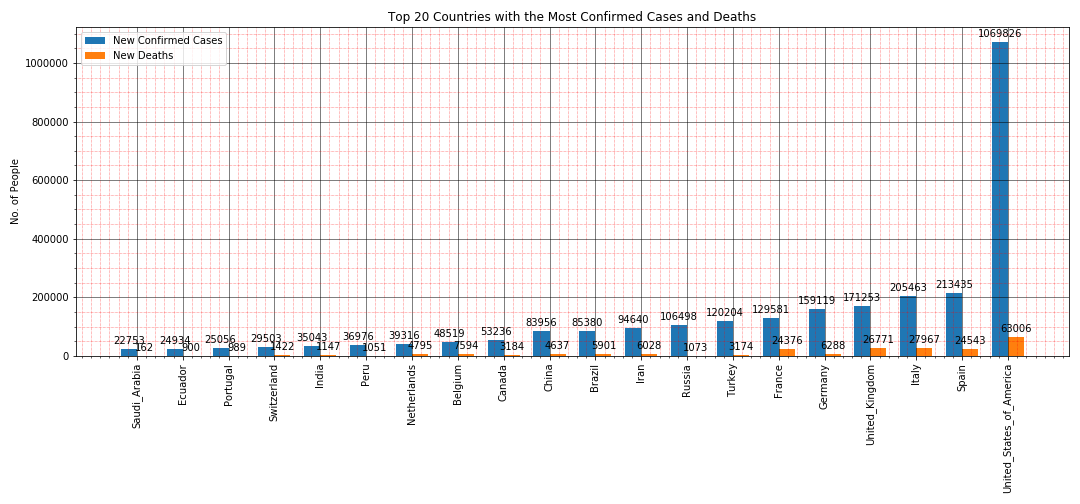 Top 20 Countries with the Most Confirmed Cases and Deaths
New Confirmed Cases
New Deaths
No. of People
1000000
800000
600000
400000
200000
0
22753
162
24934
900
25056
989
29503
1422
35043
1147
36976
1051
39316
4795
48519
7594
53236
3184
83956
4637
85380
5901
94640
6028
106498
1073
120204
3174
129581
24376
159119
6288
171253
26771
205463
27967
213435
24543
1069826
63006
Saudi_Arabia
Ecuador
Portugal
Switzerland
India
Peru
Netherlands
Belgium
Canada
China
Brazil
Iran
Russia
Turkey
France
Germany
United_Kingdom
Italy
Spain
United_States_of_America